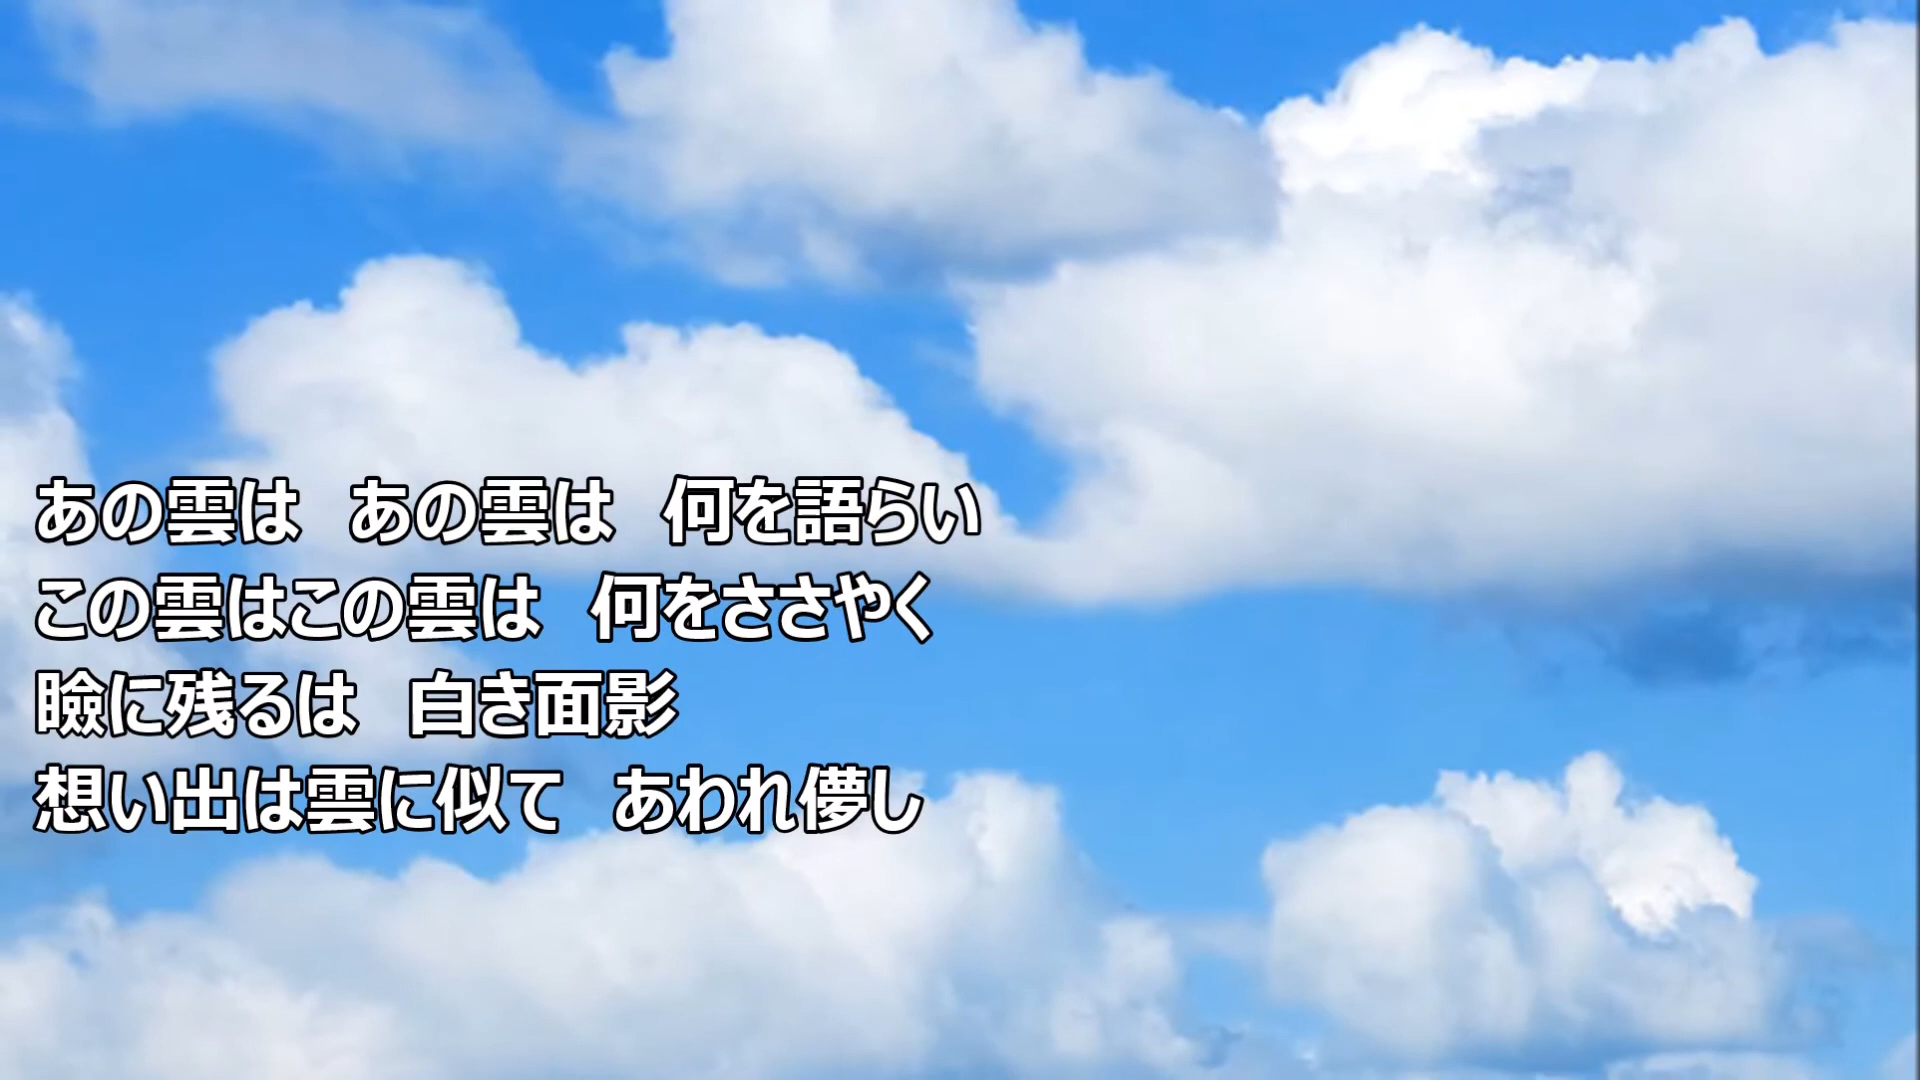 あの雲は　あの雲は　何を語らい
この雲はこの雲は　何をささやく
瞼に残るは　白き面影
想い出は雲に似て　あわれ儚し